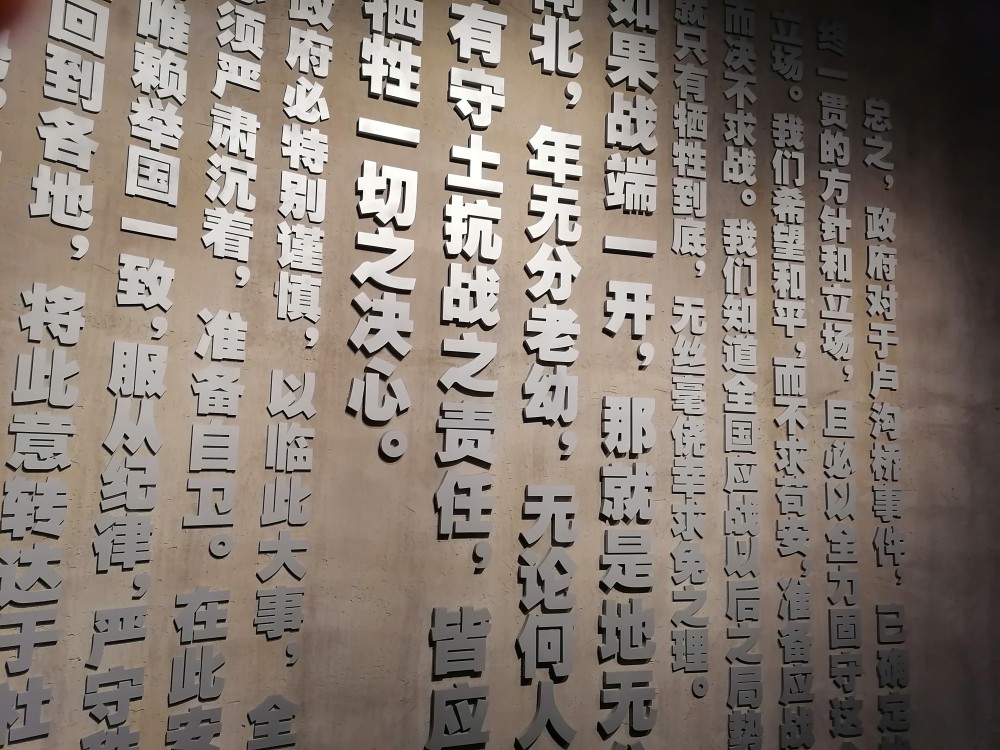 总之，政府对于卢沟桥事件，已确定
终一贯的方针和立场，且必以全力固守这
立场。我们希望和平，而不求苟安，准备应战
而决不求战。我们知道全国应战以后之局势
就只有牺牲到底，无丝毫侥幸求免之理。
如果战端一开，那就是地无
南北，年无分老幼，无论何人
有守土抗战之责任，皆应
牺牲一切之决心。
政府必特别谨慎，以临此大事，全
须严肃沉着，准备自卫。在此安
唯赖举国一致，服从纪律，严守
回到各地，将此意转达于社